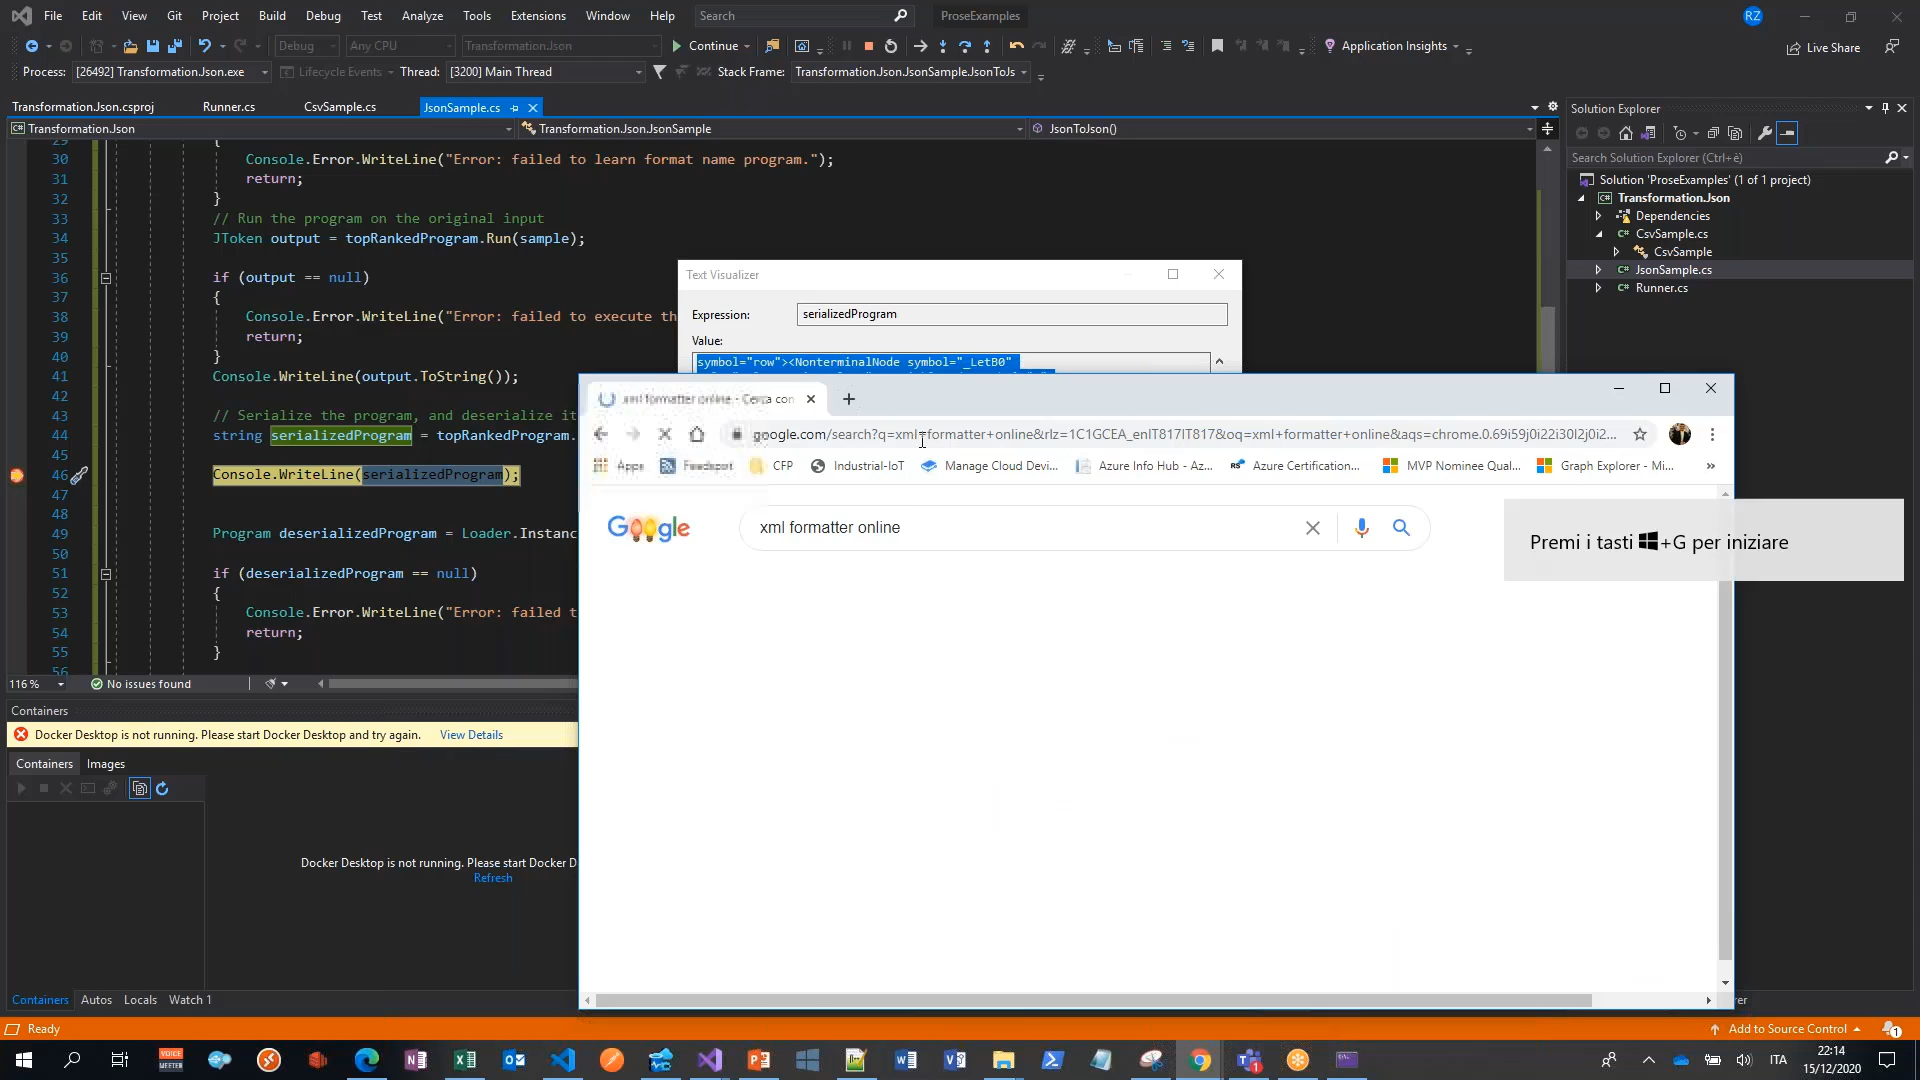 File Edit View Git Project Build Debug Test Analyze Tools Extensions Window Help Search ProseExamples RZ
Debug Any CPU Transformation.Json Continue Application Insights Live Share
Process: [26492] Transformation.Json.exe Lifecycle Events Thread: [3200] Main Thread Stack Frame: Transformation.Json.JsonSample.JsonToJs
Transformation.Json.csproj Runner.cs CsvSample.cs JsonSample.cs
Transformation.Json Transformation.Json.JsonSample JsonToJson()
29 {
30 Console.Error.WriteLine("Error: failed to learn format name program.");
31 return;
32 }
33 // Run the program on the original input
34 JToken output = topRankedProgram.Run(sample);
35
36 if (output == null)
37 {
38 Console.Error.WriteLine("Error: failed to execute th
39 return;
40 }
41 Console.WriteLine(output.ToString());
42
43 // Serialize the program, and deserialize it
44 string serializedProgram = topRankedProgram.
45
46 Console.WriteLine(serializedProgram);
47
48
49 Program deserializedProgram = Loader.Instanc
50
51 if (deserializedProgram == null)
52 {
53 Console.Error.WriteLine("Error: failed t
54 return;
55 }
56
116 % No issues found
Containers
Docker Desktop is not running. Please start Docker Desktop and try again. View Details
Containers Images
Docker Desktop is not running. Please start Docker D
Refresh
Containers Autos Locals Watch 1
Text Visualizer
Expression: serializedProgram
Value:
symbol="row"><NonterminalNode symbol="_LetB0"
xml formatter online - Cerca con
google.com/search?q=xml+formatter+online&rlz=1C1GCEA_enIT817IT817&oq=xml+formatter+online&aqs=chrome.0.69i59j0i22i30l2j0i2...
Apps Feedspot CFP Industrial-IoT Manage Cloud Devi... Azure Info Hub - Az... Azure Certification... MVP Nominee Qual... Graph Explorer - Mi... »
Google xml formatter online
Premi i tasti +G per iniziare
Solution Explorer
Search Solution Explorer (Ctrl+è)
Solution 'ProseExamples' (1 of 1 project)
Transformation.Json
Dependencies
CsvSample.cs
CsvSample
JsonSample.cs
Runner.cs
rer
Ready Add to Source Control 1
VOICE MEETER ITA 22:14
15/12/2020